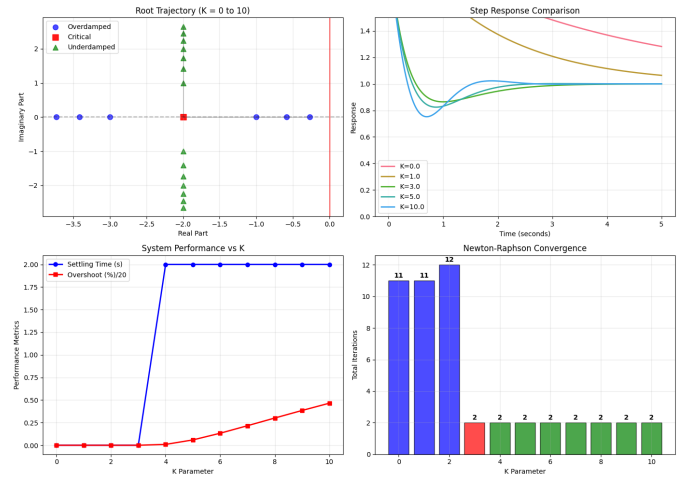 Root Trajectory (K = 0 to 10)
Imaginary Part
2
1
0
−1
−2
Overdamped
Critical
Underdamped
−3.5 −3.0 −2.5 −2.0 −1.5 −1.0 −0.5 0.0
Real Part
Step Response Comparison
Response
1.4
1.2
1.0
0.8
0.6
0.4
0.2
0.0
K=0.0
K=1.0
K=3.0
K=5.0
K=10.0
0 1 2 3 4 5
Time (seconds)
System Performance vs K
Performance Metrics
2.00
1.75
1.50
1.25
1.00
0.75
0.50
0.25
0.00
Settling Time (s)
Overshoot (%)/20
0 2 4 6 8 10
K Parameter
Newton-Raphson Convergence
Total Iterations
12
10
8
6
4
2
0
11 11 12 2 2 2 2 2 2 2 2
0 2 4 6 8 10
K Parameter